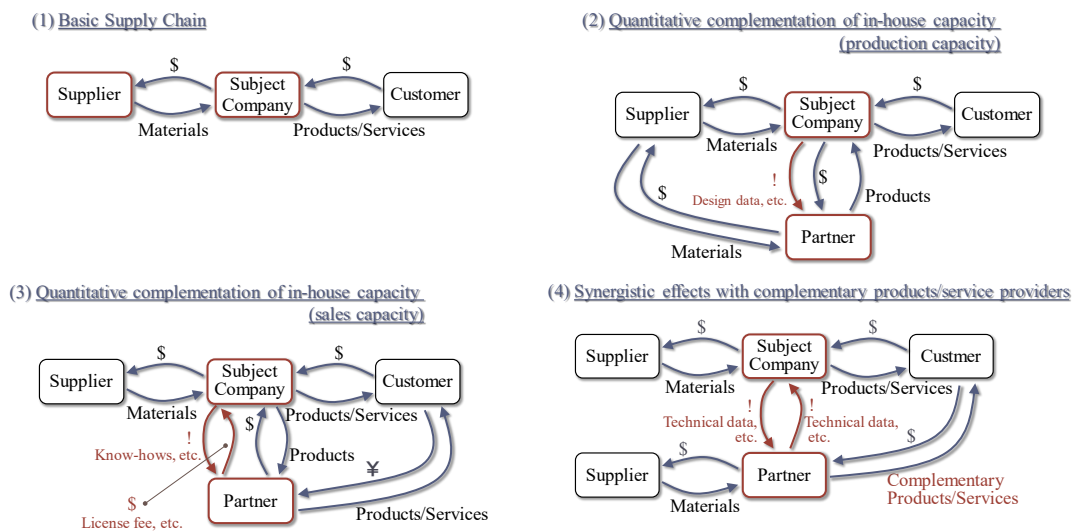 (1) Basic Supply Chain
$
$
Supplier
Subject
Company
Customer
Materials
Products/Services
(2) Quantitative complementation of in-house capacity
(production capacity)
$
$
Supplier
Subject
Company
Customer
Materials
Products/Services
!
$
$
Design data, etc.
Products
Partner
Materials
(3) Quantitative complementation of in-house capacity
(sales capacity)
$
$
Supplier
Subject
Company
Customer
Materials
Products/Services
!
$
Know-hows, etc.
Products
¥
Partner
$
License fee, etc.
Products/Services
(4) Synergistic effects with complementary products/service providers
$
$
Supplier
Subject
Company
Custmer
Materials
Products/Services
!
!
Technical data,
etc.
Technical data,
etc.
$
$
Supplier
Partner
Materials
Complementary
Products/Services